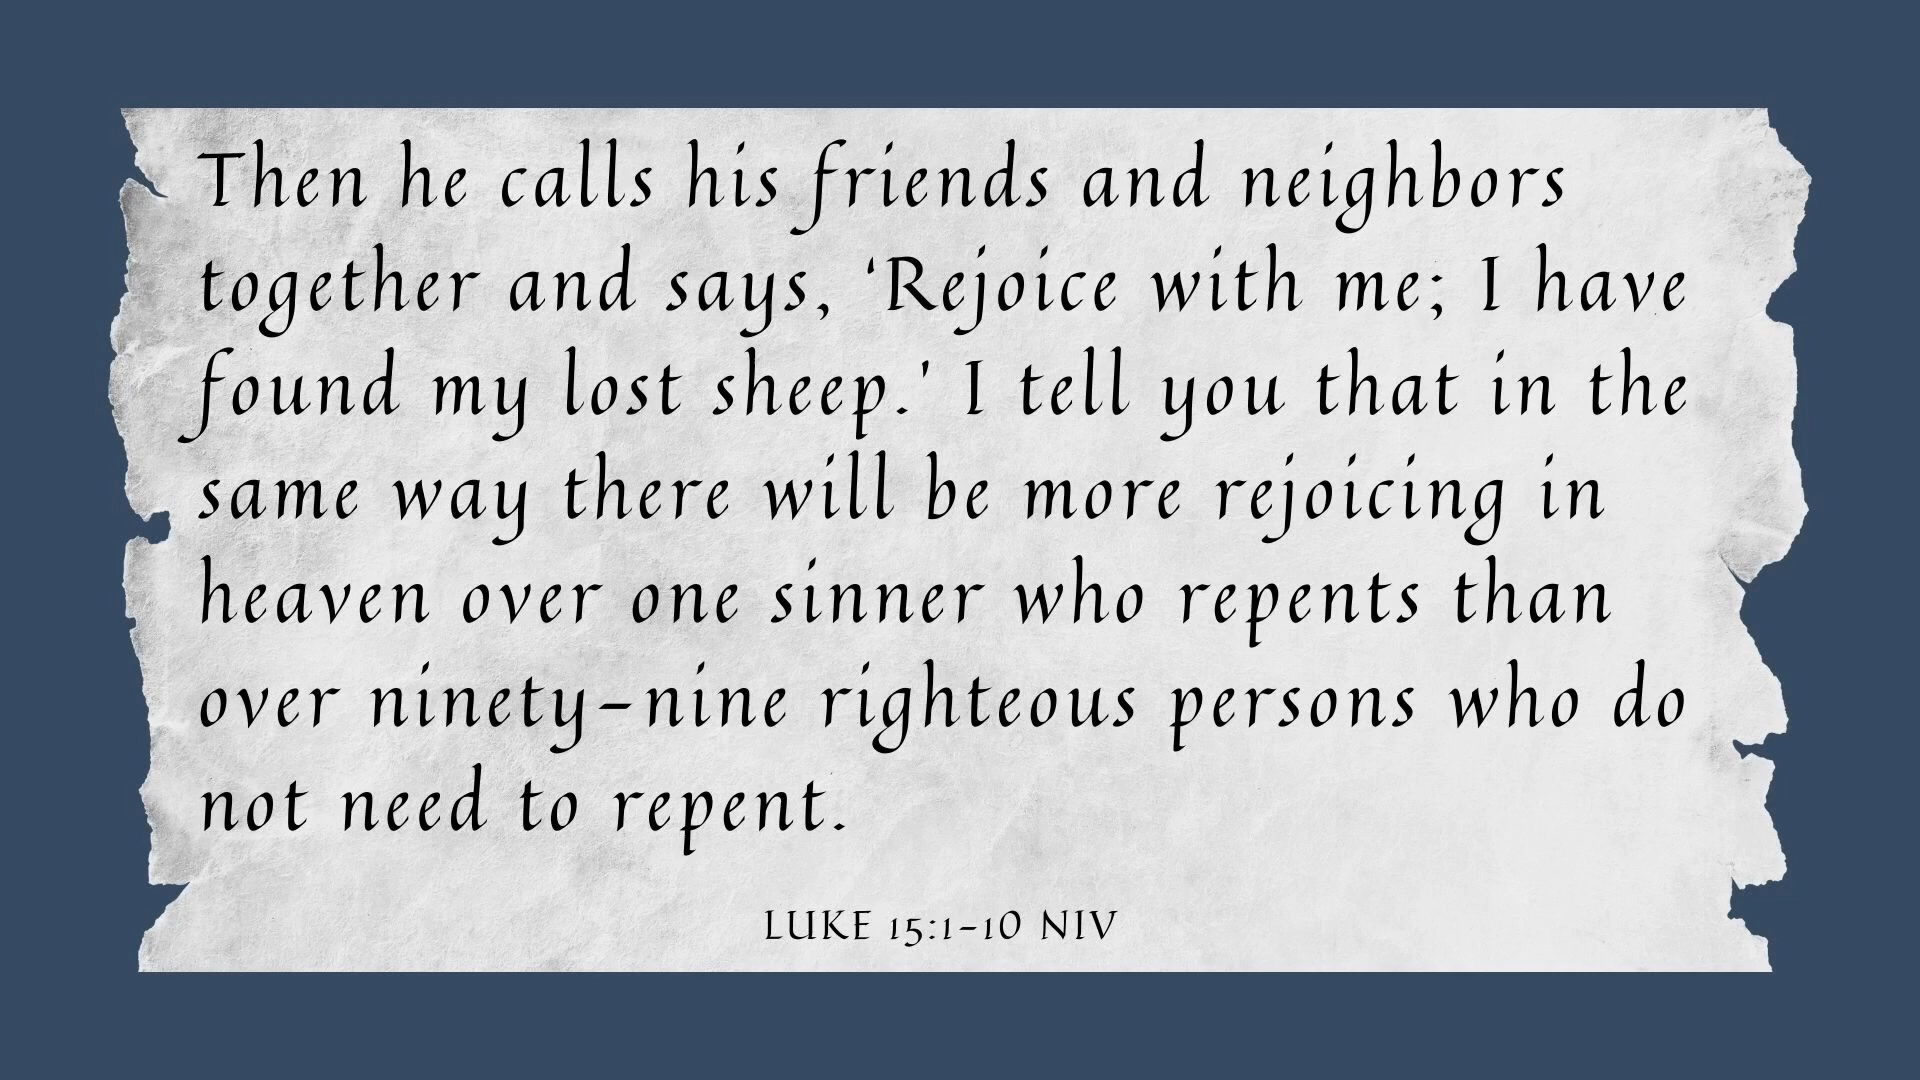 Then he calls his friends and neighbors
together and says, ‘Rejoice with me; I have
found my lost sheep.’ I tell you that in the
same way there will be more rejoicing in
heaven over one sinner who repents than
over ninety-nine righteous persons who do
not need to repent.
LUKE 15:1-10 NIV